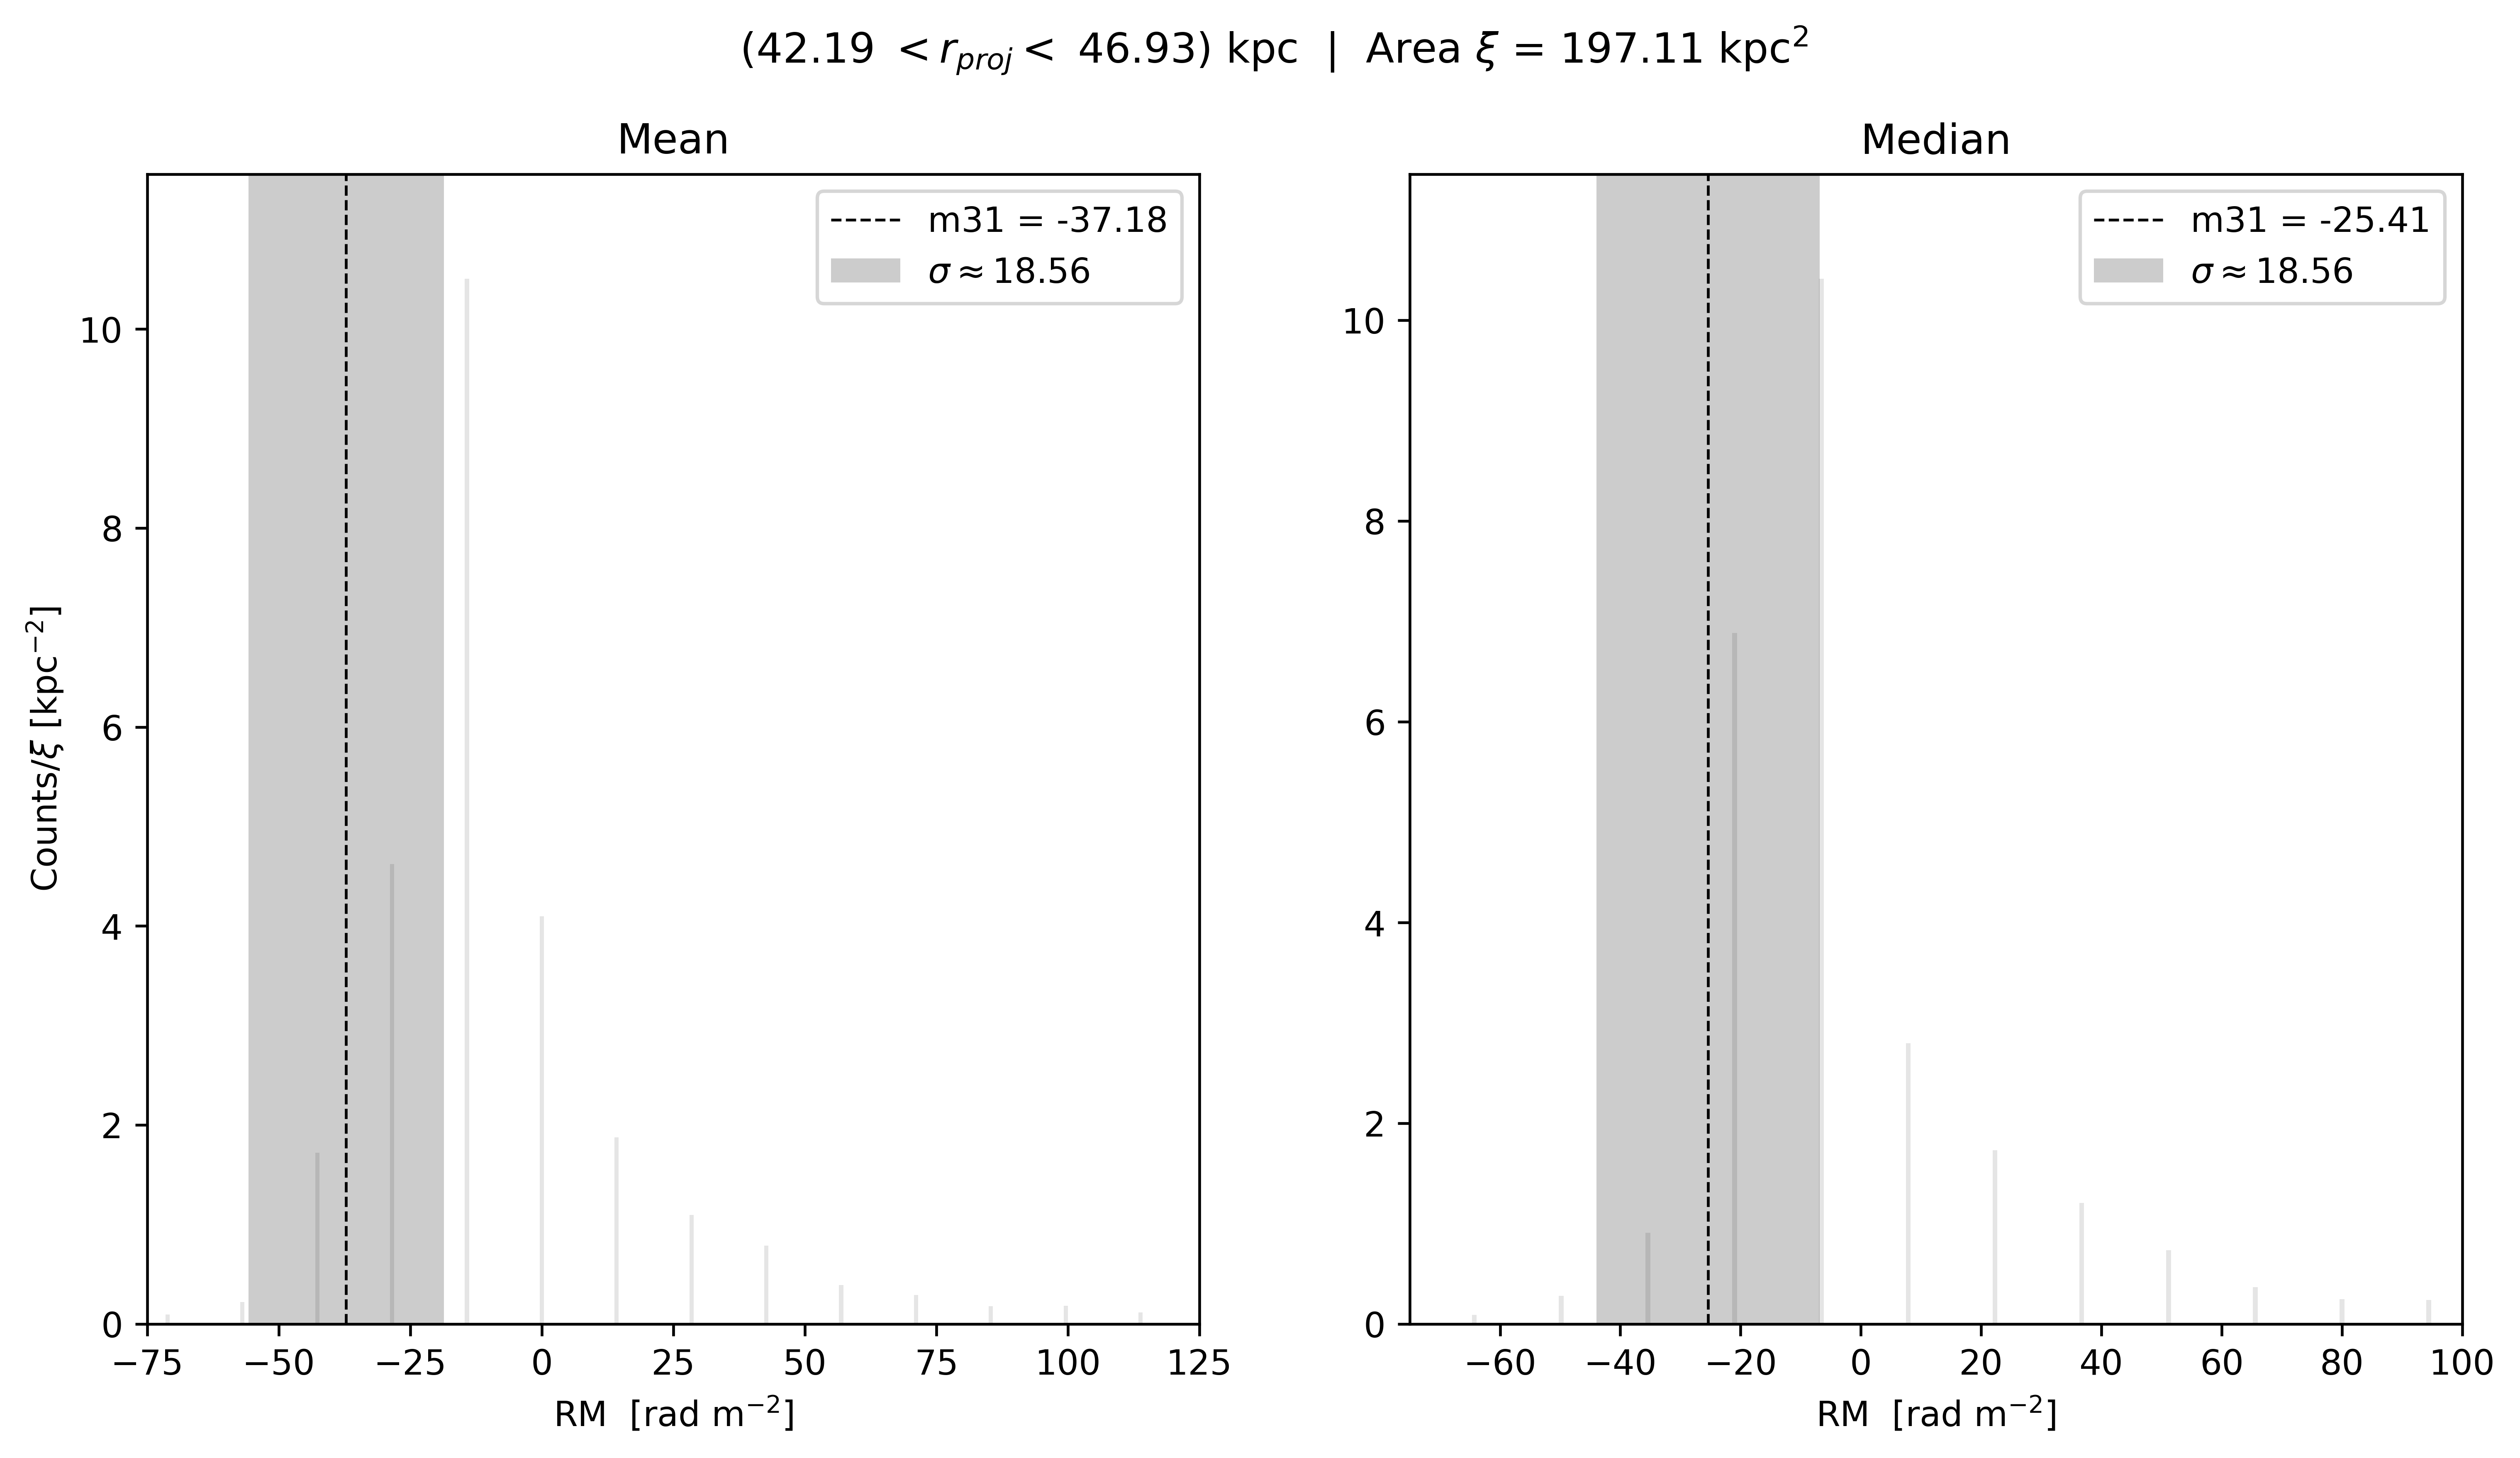 (42.19 < r_proj < 46.93) kpc | Area ξ = 197.11 kpc²
Mean
m31 = -37.18
σ ≈ 18.56
Counts/ξ [kpc⁻²]
10
8
6
4
2
0
−75 −50 −25 0 25 50 75 100 125
RM [rad m⁻²]
Median
m31 = -25.41
σ ≈ 18.56
10
8
6
4
2
0
−60 −40 −20 0 20 40 60 80 100
RM [rad m⁻²]